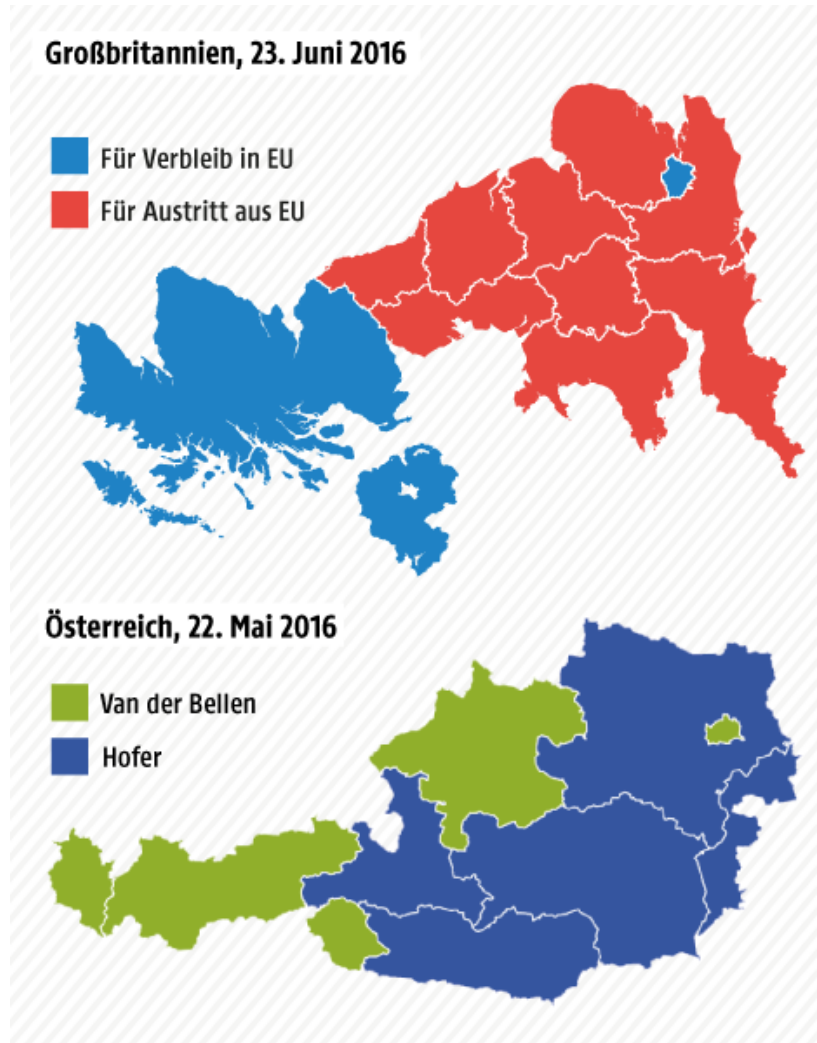 Großbritannien, 23. Juni 2016
Für Verbleib in EU
Für Austritt aus EU
Österreich, 22. Mai 2016
Van der Bellen
Hofer